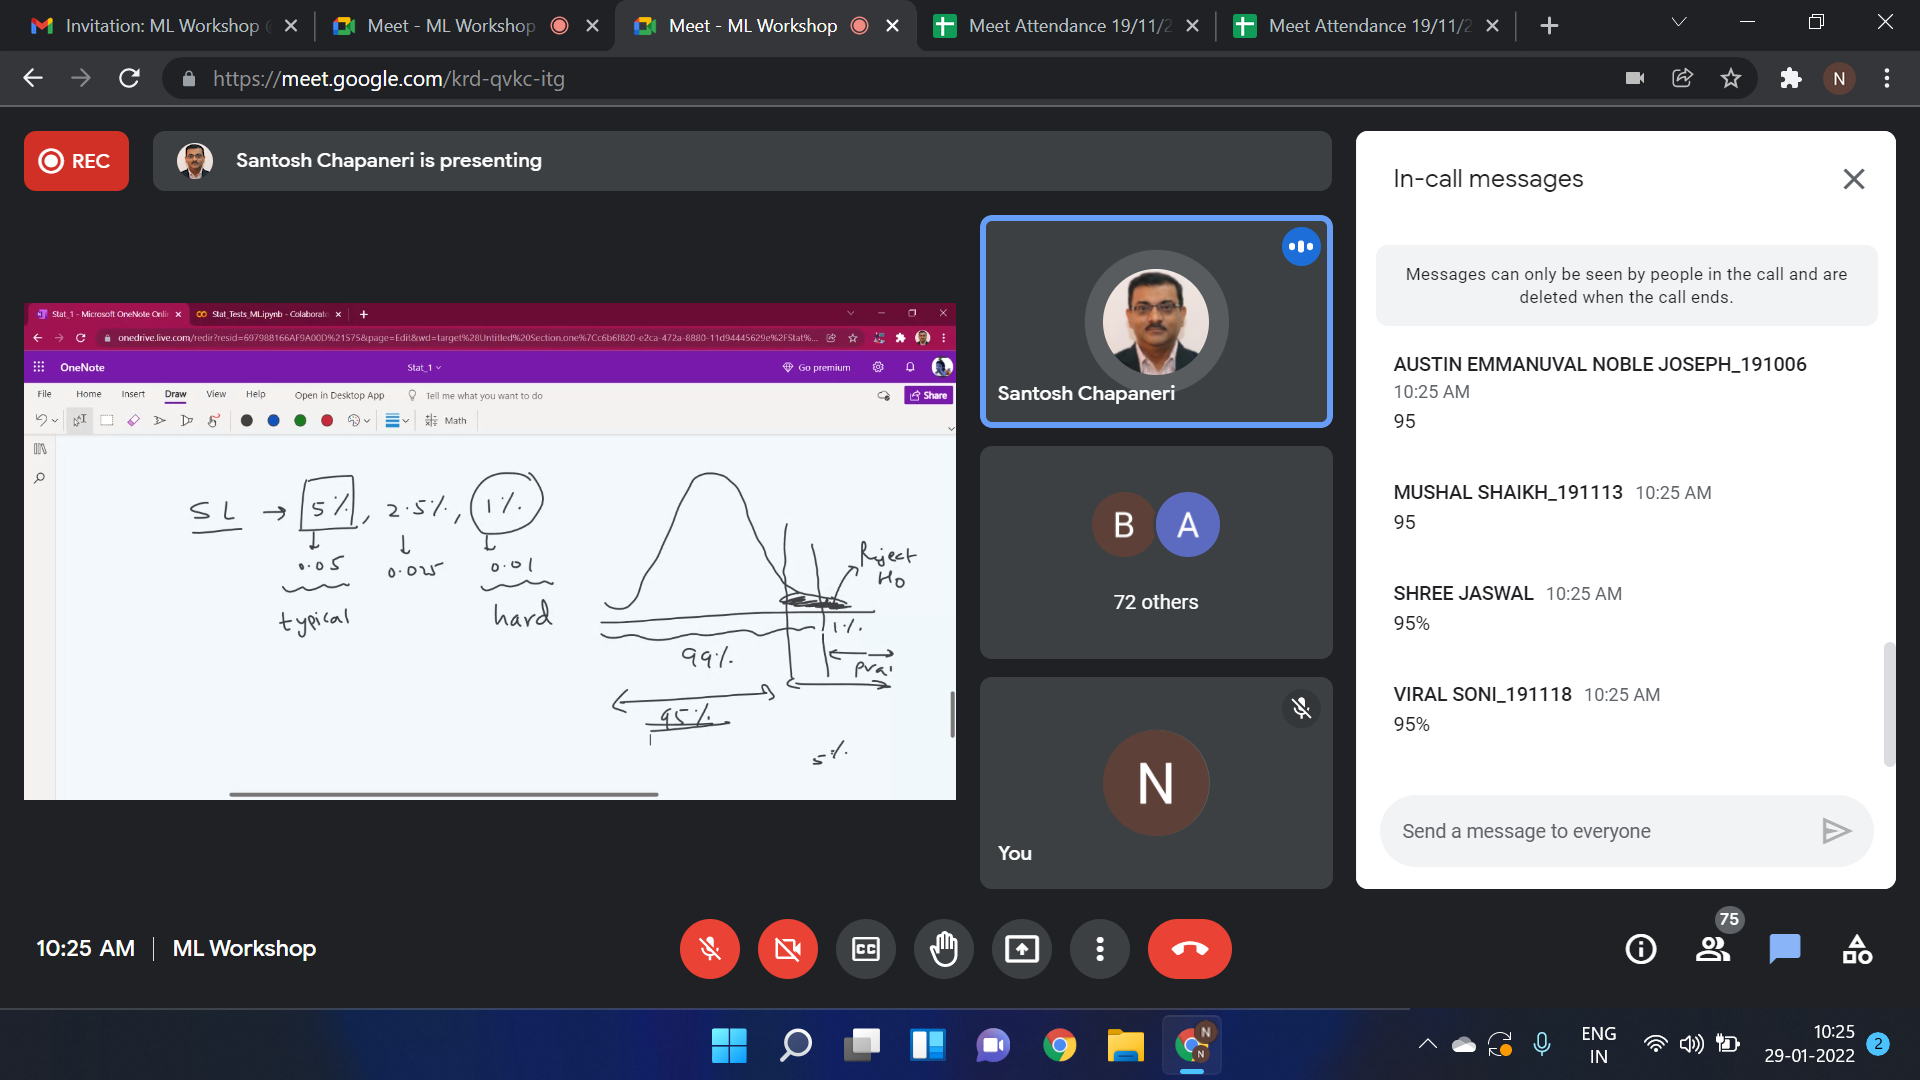 Invitation: ML Workshop
Meet - ML Workshop
Meet - ML Workshop
Meet Attendance 19/11/2
Meet Attendance 19/11/2
https://meet.google.com/krd-qvkc-itg
N
REC
Santosh Chapaneri is presenting
Stat_1 - Microsoft OneNote Onli
Stat_Tests_ML.ipynb - Colaborato
onedrive.live.com/redir?resid=697988166AF9A00D%21575&page=Edit&wd=target%28Untitled%20Section.one%7Cc6b6f820-e2ca-472a-8880-11d94445629e%2FStat%...
OneNote
Stat_1
Go premium
File Home Insert Draw View Help Open in Desktop App Tell me what you want to do
Share
Math
SL → 5%, 2.5%, 1%
0.05 0.025 0.01
typical hard
Reject
H0
1%
99%
95%
5%
Santosh Chapaneri
B A
72 others
N
You
In-call messages
Messages can only be seen by people in the call and are
deleted when the call ends.
AUSTIN EMMANUVAL NOBLE JOSEPH_191006
10:25 AM
95
MUSHAL SHAIKH_191113 10:25 AM
95
SHREE JASWAL 10:25 AM
95%
VIRAL SONI_191118 10:25 AM
95%
Send a message to everyone
10:25 AM | ML Workshop
CC
75
ENG
IN
10:25
29-01-2022
2
N
N